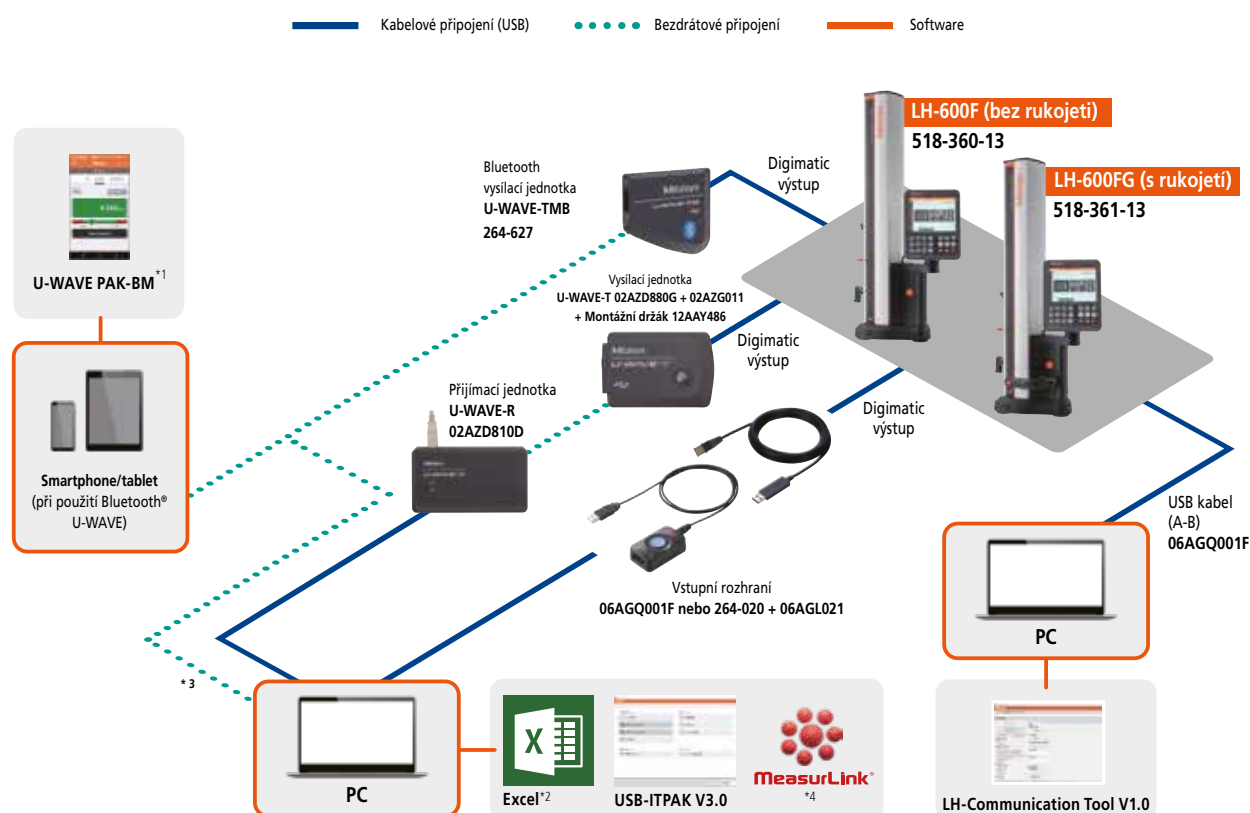 Kabelové připojení (USB)
Bezdrátové připojení
Software
LH-600F (bez rukojeti)
518-360-13
LH-600FG (s rukojetí)
518-361-13
Bluetooth
vysílací jednotka
U-WAVE-TMB
264-627
Digimatic
výstup
U-WAVE PAK-BM*1
Vysílací jednotka
U-WAVE-T 02AZD880G + 02AZG011
+ Montážní držák 12AAY486
Mitutoyo
Digimatic
výstup
Přijímací jednotka
U-WAVE-R
02AZD810D
Digimatic
výstup
Smartphone/tablet
(při použití Bluetooth®
U-WAVE)
USB kabel
(A-B)
06AGQ001F
Vstupní rozhraní
06AGQ001F nebo 264-020 + 06AGL021
PC
* 3
PC
Excel*2
USB-ITPAK V3.0
MeasurLink®
*4
LH-Communication Tool V1.0